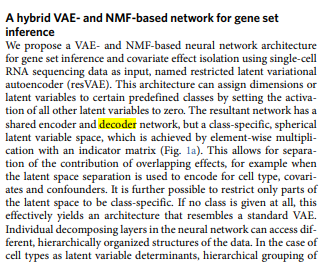 A hybrid VAE- and NMF-based network for gene set
inference
We propose a VAE- and NMF-based neural network architecture
for gene set inference and covariate effect isolation using single-cell
RNA sequencing data as input, named restricted latent variational
autoencoder (resVAE). This architecture can assign dimensions or
latent variables to certain predefined classes by setting the activa-
tion of all other latent variables to zero. The resultant network has a
shared encoder and decoder network, but a class-specific, spherical
latent variable space, which is achieved by element-wise multipli-
cation with an indicator matrix (Fig. 1a). This allows for separa-
tion of the contribution of overlapping effects, for example when
the latent space separation is used to encode for cell type, covari-
ates and confounders. It is further possible to restrict only parts of
the latent space to be class-specific. If no class is given at all, this
effectively yields an architecture that resembles a standard VAE.
Individual decomposing layers in the neural network can access dif-
ferent, hierarchically organized structures of the data. In the case of
cell types as latent variable determinants, hierarchical grouping of